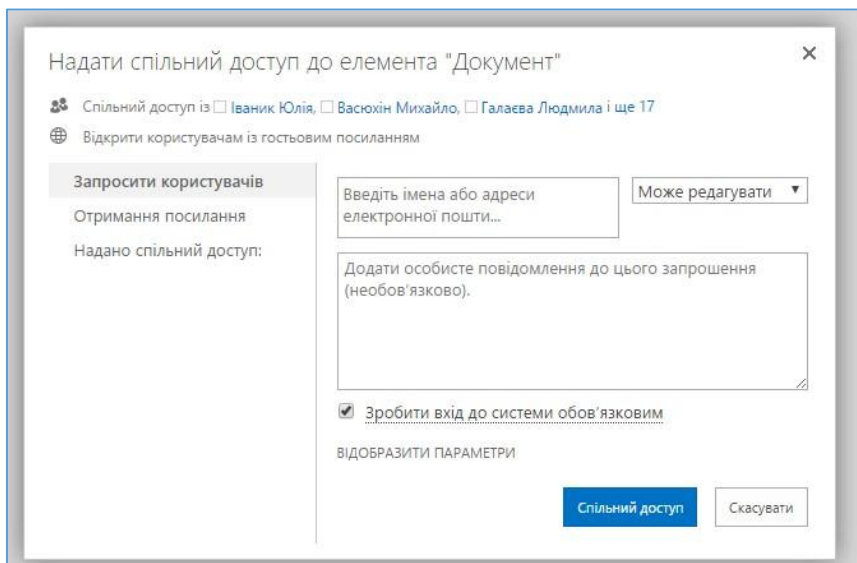 Надати спільний доступ до елемента "Документ"
Спільний доступ із Іваник Юлія, Васюхін Михайло, Галаєва Людмила і ще 17
Відкрити користувачам із гостьовим посиланням
Запросити користувачів
Отримання посилання
Надано спільний доступ:
Введіть імена або адреси
електронної пошти...
Може редагувати
Додати особисте повідомлення до цього запрошення
(необов'язково).
Зробити вхід до системи обов'язковим
ВІДОБРАЗИТИ ПАРАМЕТРИ
Спільний доступ
Скасувати